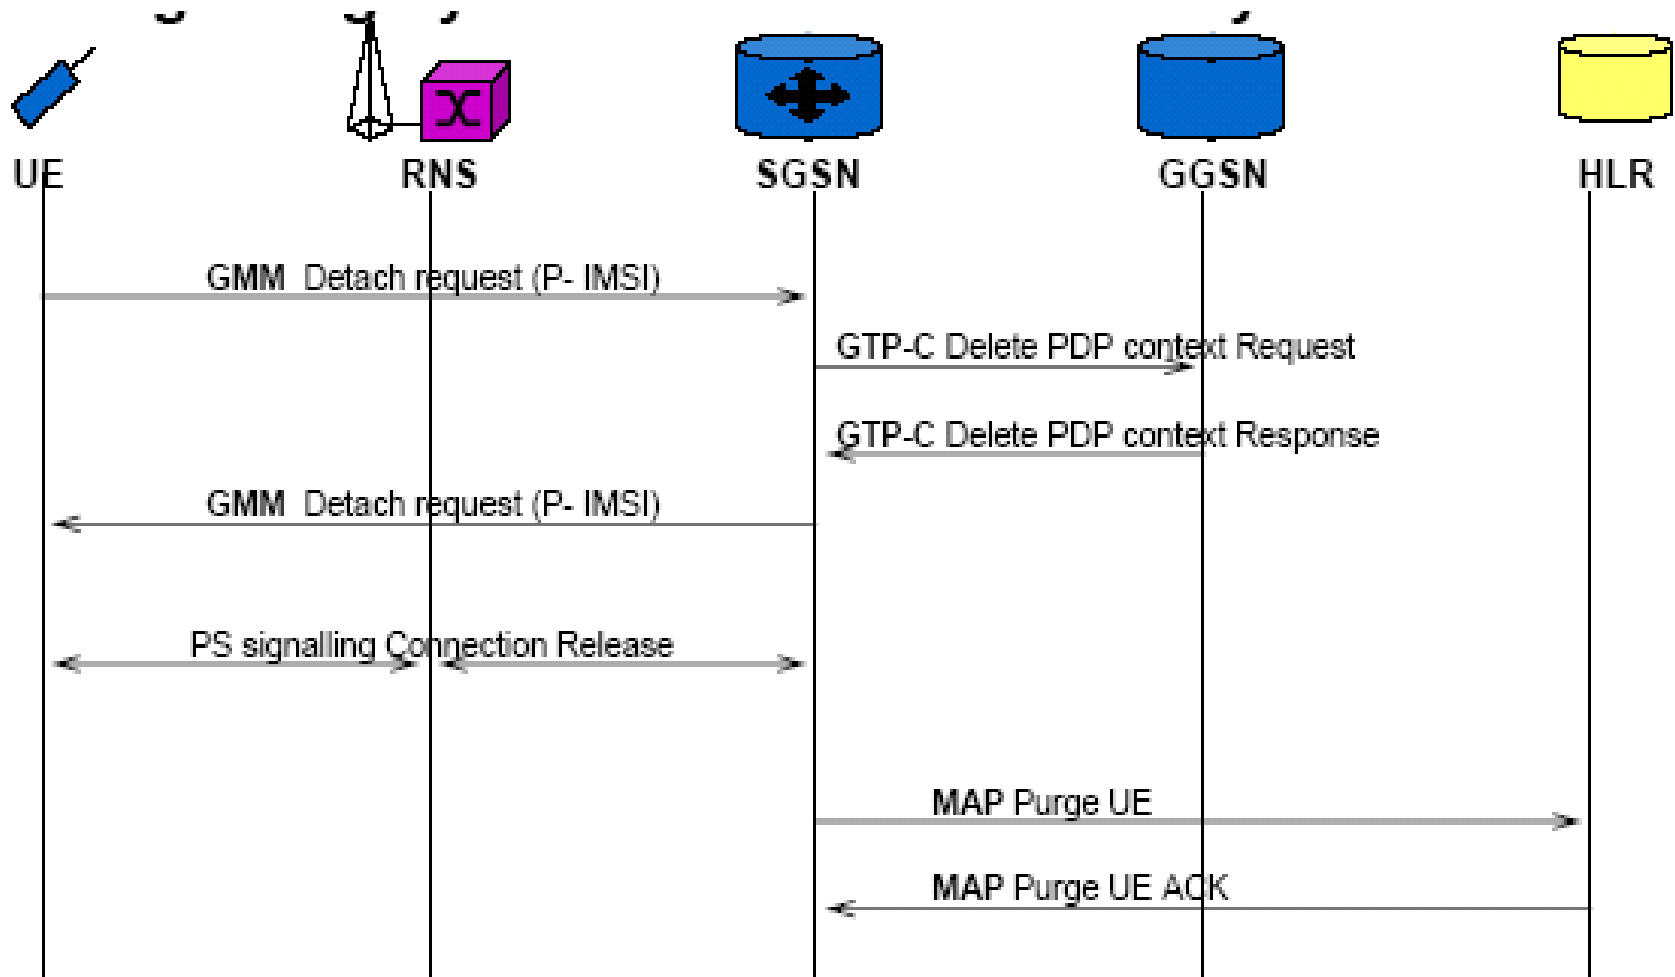 UE RNS SGSN GGSN HLR
GMM Detach request (P- IMSI)
GTP-C Delete PDP context Request
GTP-C Delete PDP context Response
GMM Detach request (P- IMSI)
PS signalling Connection Release
MAP Purge UE
MAP Purge UE ACK